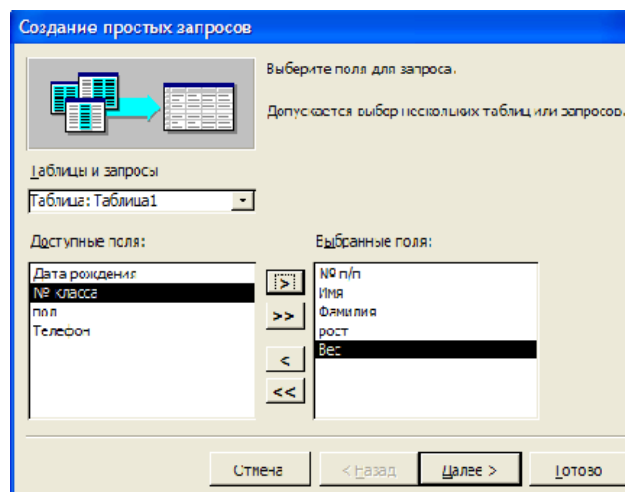 Создание простых запросов
Выберите поля для запроса.
Допускается выбор нескольких таблиц или запросов.
Таблицы и запросы
Таблица: Таблица1
Доступные поля:
Выбранные поля:
Дата рождения
№ класса
пол
Телефон
>
>>
<
<<
№ п/п
Имя
Фамилия
рост
Вес
Отмена
< Назад
Далее >
Готово